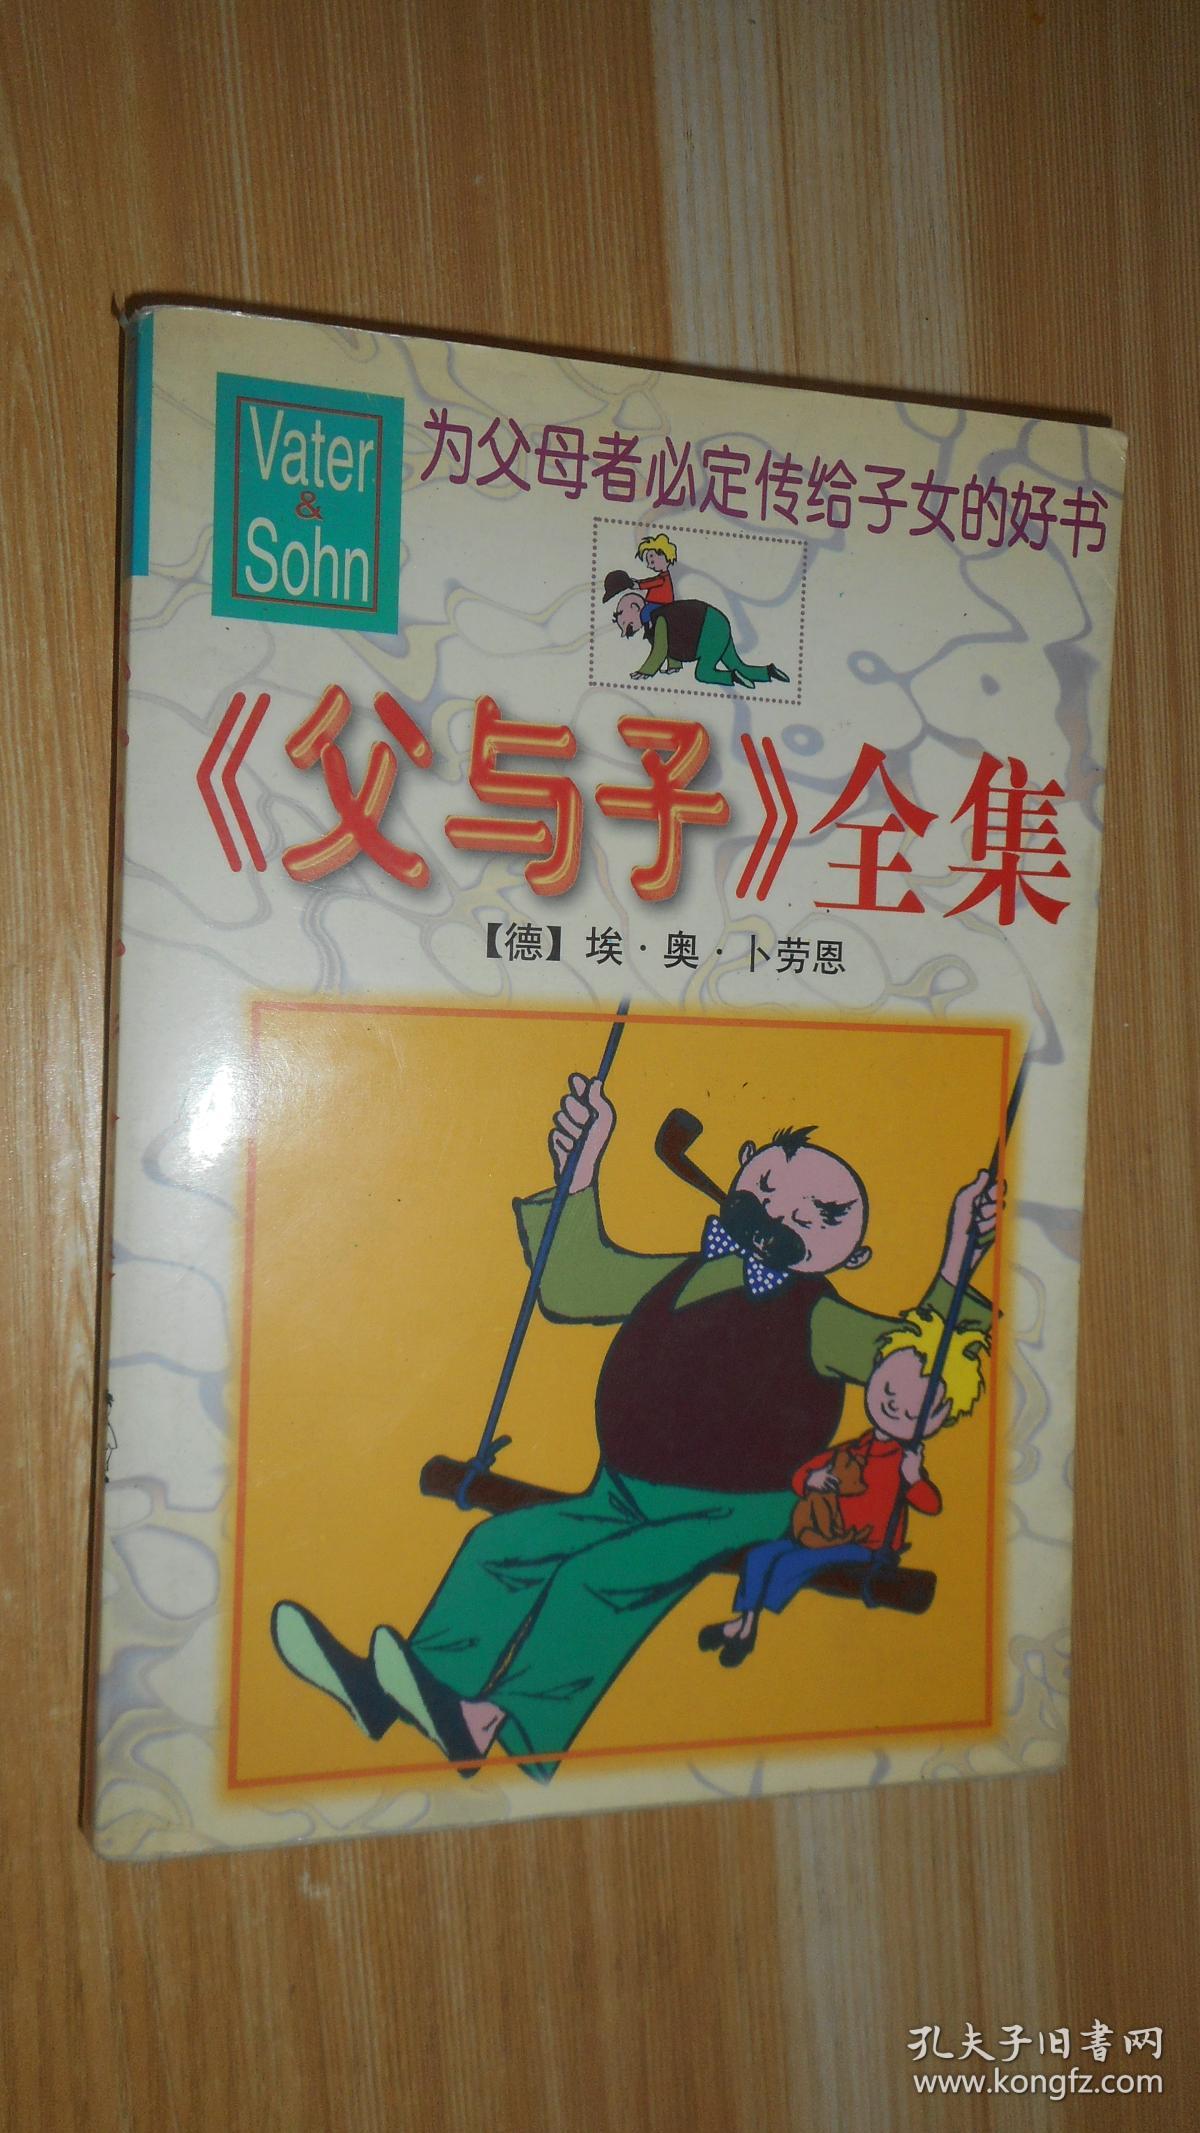 Vater
&
Sohn
为父母者必定传给子女的好书
《父与子》全集
【德】埃·奥·卜劳恩
孔夫子旧書网
www.kongfz.com